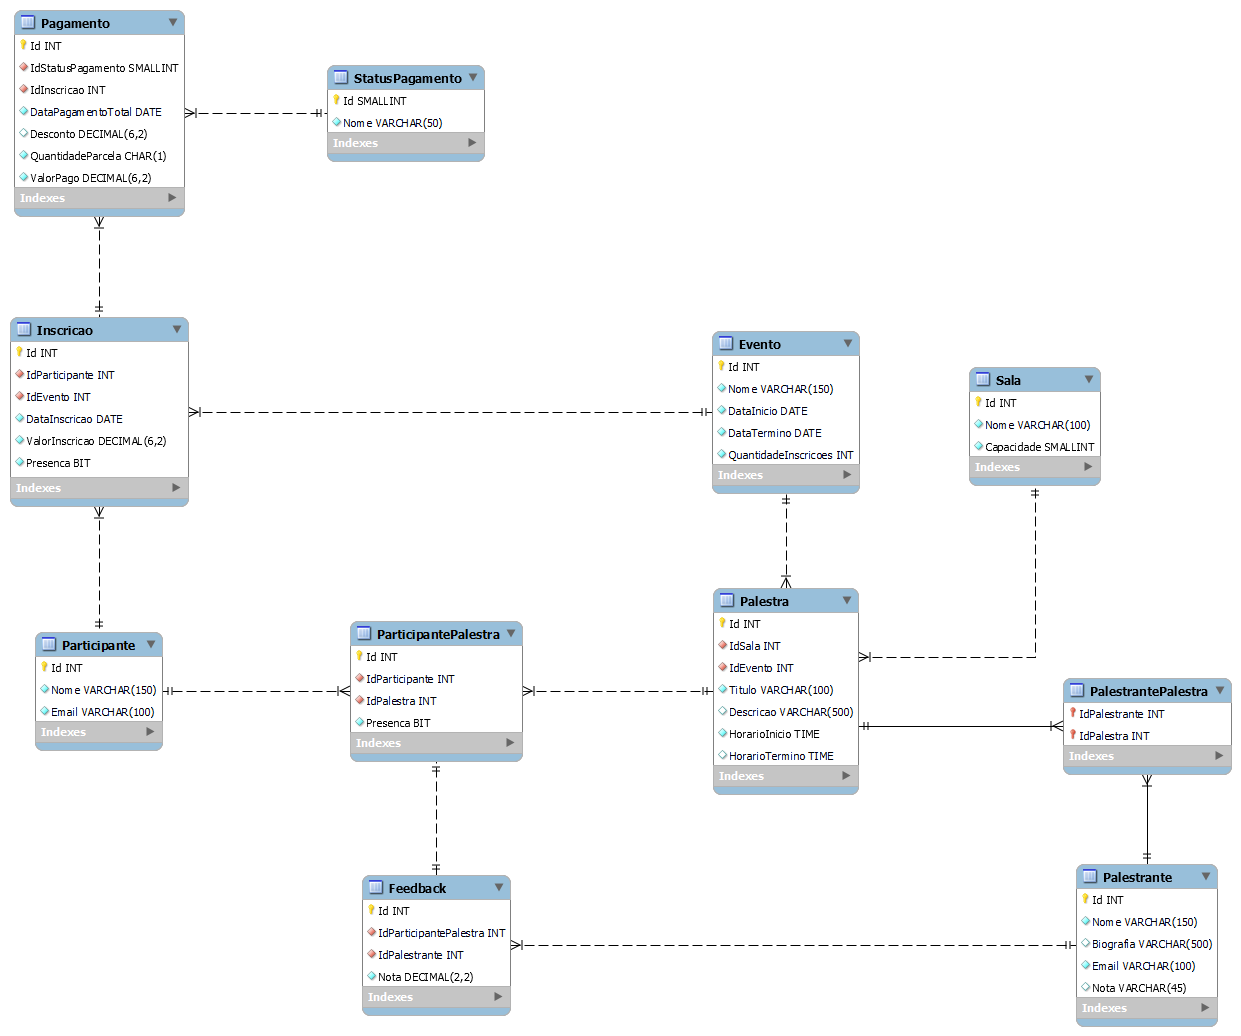 Pagamento
Id INT
IdStatusPagamento SMALLINT
IdInscricao INT
DataPagamentoTotal DATE
Desconto DECIMAL(6,2)
QuantidadeParcela CHAR(1)
ValorPago DECIMAL(6,2)
Indexes
StatusPagamento
Id SMALLINT
Nome VARCHAR(50)
Indexes
Inscricao
Id INT
IdParticipante INT
IdEvento INT
DataInscricao DATE
ValorInscricao DECIMAL(6,2)
Presenca BIT
Indexes
Evento
Id INT
Nome VARCHAR(150)
DataInicio DATE
DataTermino DATE
QuantidadeInscricoes INT
Indexes
Sala
Id INT
Nome VARCHAR(100)
Capacidade SMALLINT
Indexes
Participante
Id INT
Nome VARCHAR(150)
Email VARCHAR(100)
Indexes
ParticipantePalestra
Id INT
IdParticipante INT
IdPalestra INT
Presenca BIT
Indexes
Palestra
Id INT
IdSala INT
IdEvento INT
Titulo VARCHAR(100)
Descricao VARCHAR(500)
HorarioInicio TIME
HorarioTermino TIME
Indexes
PalestrantePalestra
IdPalestrante INT
IdPalestra INT
Indexes
Feedback
Id INT
IdParticipantePalestra INT
IdPalestrante INT
Nota DECIMAL(2,2)
Indexes
Palestrante
Id INT
Nome VARCHAR(150)
Biografia VARCHAR(500)
Email VARCHAR(100)
Nota VARCHAR(45)
Indexes